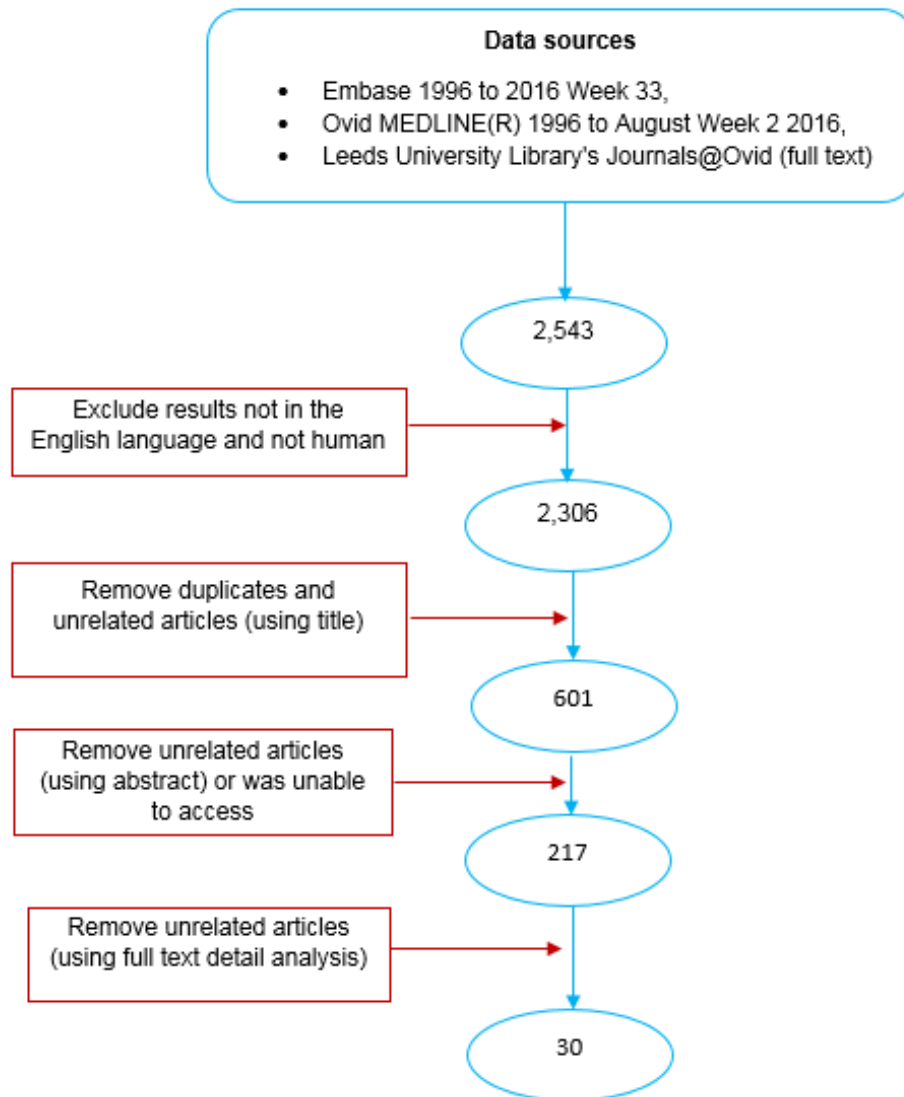 Data sources
• Embase 1996 to 2016 Week 33,
• Ovid MEDLINE(R) 1996 to August Week 2 2016,
• Leeds University Library's Journals@Ovid (full text)
2,543
Exclude results not in the
English language and not human
2,306
Remove duplicates and
unrelated articles (using title)
601
Remove unrelated articles
(using abstract) or was unable
to access
217
Remove unrelated articles
(using full text detail analysis)
30